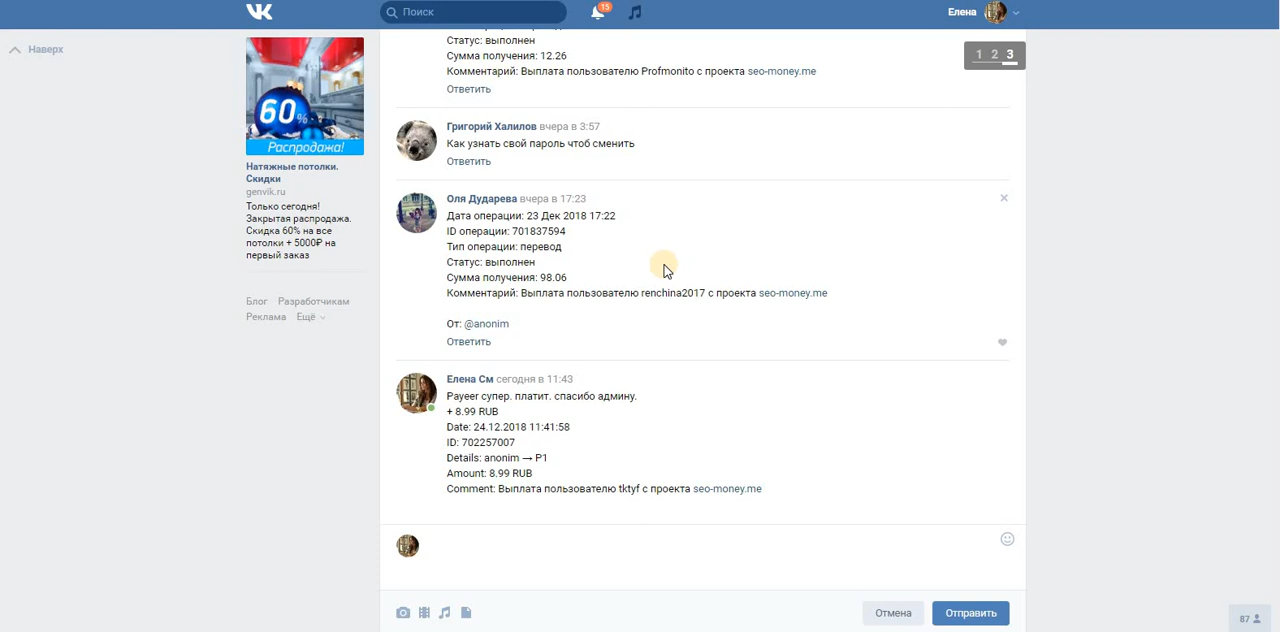 Поиск
15
Елена
Наверх
1 2 3
60%
Распродажа!
Натяжные потолки.
Скидки
genvik.ru
Только сегодня!
Закрытая распродажа.
Скидка 60% на все
потолки + 5000₽ на
первый заказ
Блог Разработчикам
Реклама Ещё
Статус: выполнен
Сумма получения: 12.26
Комментарий: Выплата пользователю Profmonito с проекта seo-money.me
Ответить
Григорий Халилов вчера в 3:57
Как узнать свой пароль чтоб сменить
Ответить
Оля Дударева вчера в 17:23
Дата операции: 23 Дек 2018 17:22
ID операции: 701837594
Тип операции: перевод
Статус: выполнен
Сумма получения: 98.06
Комментарий: Выплата пользователю renchina2017 с проекта seo-money.me
От: @anonim
Ответить
Елена См сегодня в 11:43
Payeer супер. платит. спасибо админу.
+ 8.99 RUB
Date: 24.12.2018 11:41:58
ID: 702257007
Details: anonim → P1
Amount: 8.99 RUB
Comment: Выплата пользователю tktyf с проекта seo-money.me
Отмена
Отправить
87